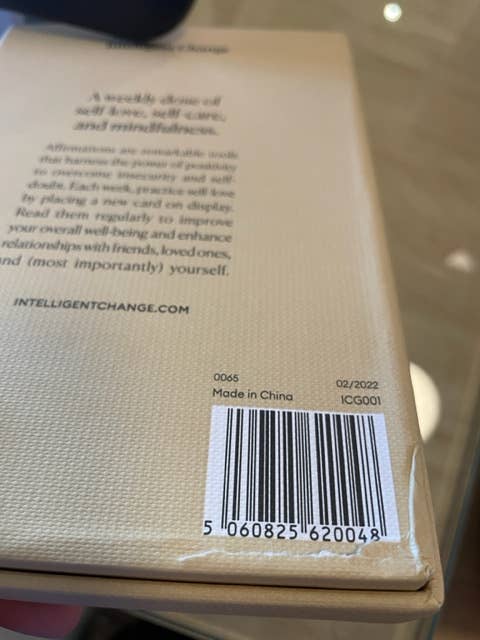 Intelligent Change
A weekly dose of
self-love, self-care,
and mindfulness.
Affirmations are remarkable tools
that harness the power of positivity
to overcome insecurity and self-
doubt. Each week, practice self-love
by placing a new card on display.
Read them regularly to improve
your overall well-being and enhance
relationships with friends, loved ones,
and (most importantly) yourself.
INTELLIGENTCHANGE.COM
0065
02/2022
Made in China
ICG001
5 060825 620048